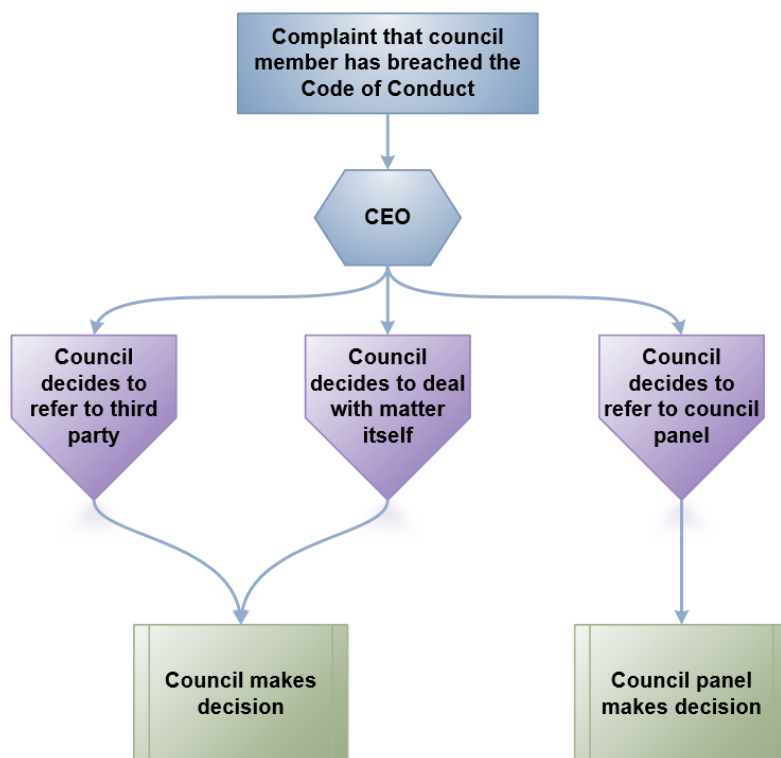 Complaint that council
member has breached the
Code of Conduct
CEO
Council
decides to
refer to third
party
Council
decides to deal
with matter
itself
Council
decides to
refer to council
panel
Council makes
decision
Council panel
makes decision